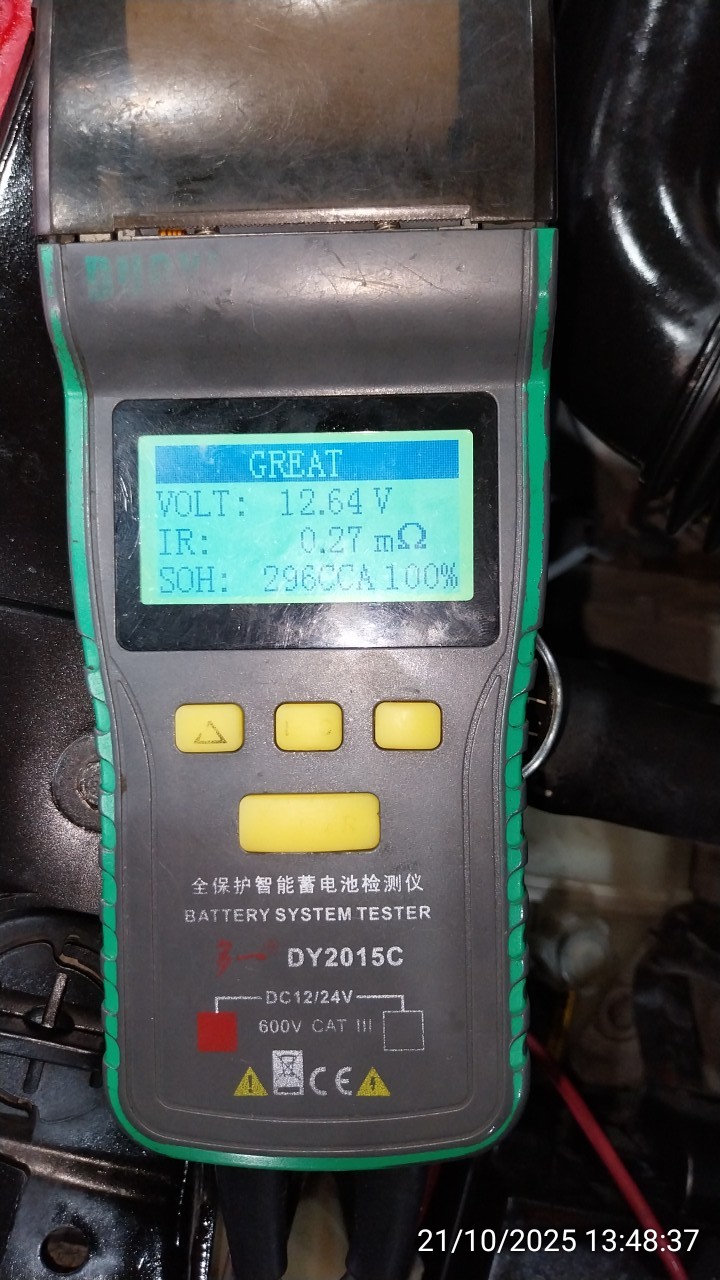 GREAT
VOLT: 12.64 V
IR: 0.27 mΩ
SOH: 296CCA 100%
全保护智能蓄电池检测仪
BATTERY SYSTEM TESTER
DY2015C
DC12/24V
600V CAT III
CE
21/10/2025 13:48:37